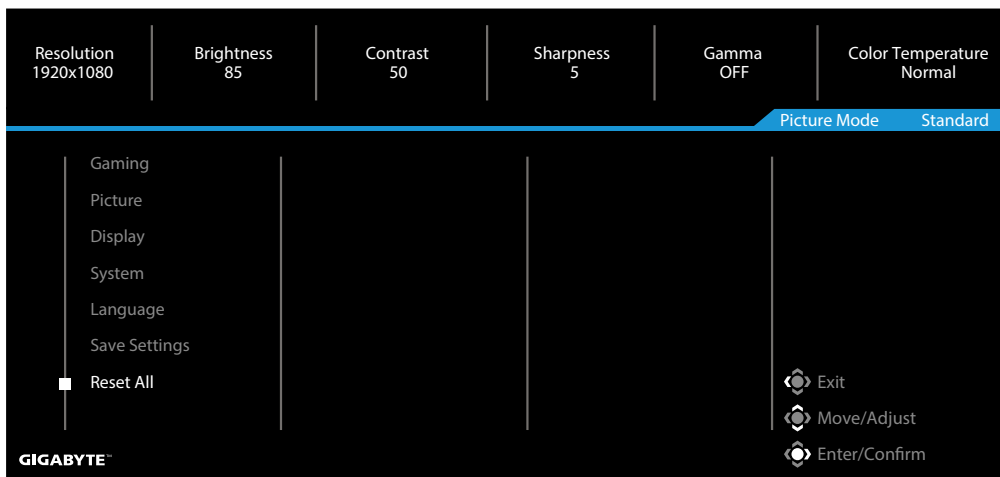 Resolution Brightness Contrast Sharpness Gamma Color Temperature
1920x1080 85 50 5 OFF Normal
Picture Mode Standard
Gaming
Picture
Display
System
Language
Save Settings
Reset All
Exit
Move/Adjust
Enter/Confirm
GIGABYTE™